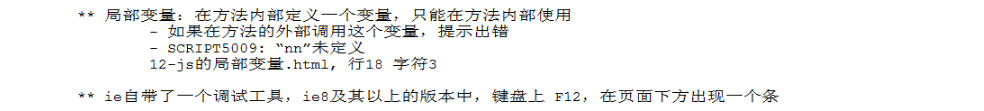 ** 局部变量：在方法内部定义一个变量，只能在方法内部使用
- 如果在方法的外部调用这个变量，提示出错
- SCRIPT5009: “nn”未定义
12-js的局部变量.html, 行18 字符3
** ie自带了一个调试工具，ie8及其以上的版本中，键盘上 F12，在页面下方出现一个条